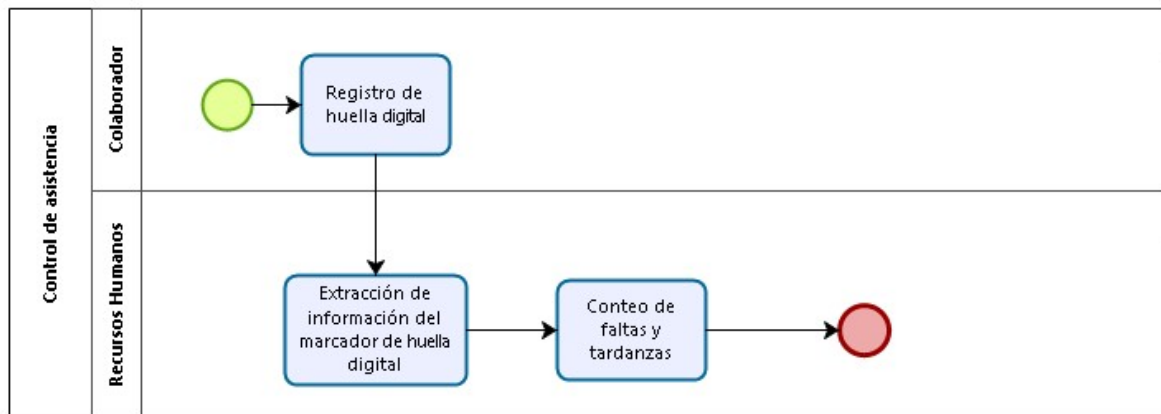 Control de asistencia
Colaborador
Registro de
huella digital
Recursos Humanos
Extracción de
información del
marcador de huella
digital
Conteo de
faltas y
tardanzas